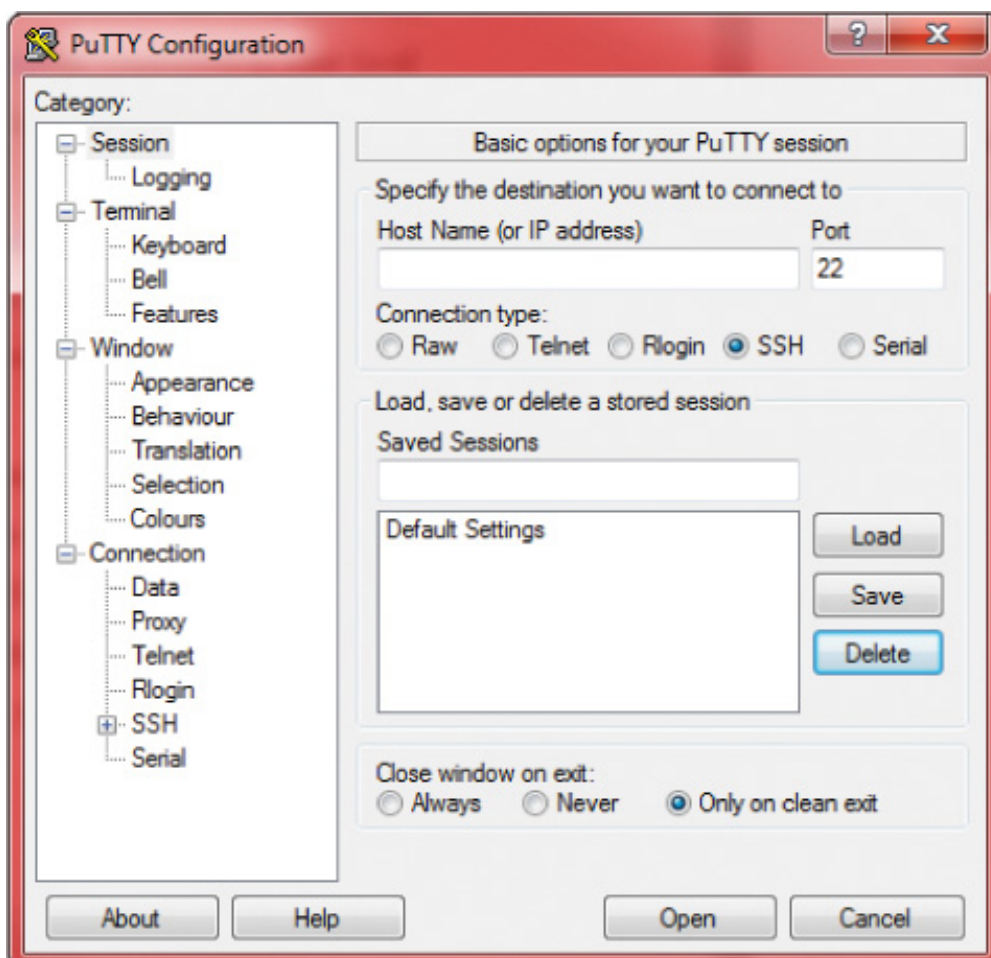 PuTTY Configuration
?
X
Category:
Session
Logging
Terminal
Keyboard
Bell
Features
Window
Appearance
Behaviour
Translation
Selection
Colours
Connection
Data
Proxy
Telnet
Rlogin
SSH
Serial
Basic options for your PuTTY session
Specify the destination you want to connect to
Host Name (or IP address) Port
22
Connection type:
Raw Telnet Rlogin SSH Serial
Load, save or delete a stored session
Saved Sessions
Default Settings
Load
Save
Delete
Close window on exit:
Always Never Only on clean exit
About Help Open Cancel